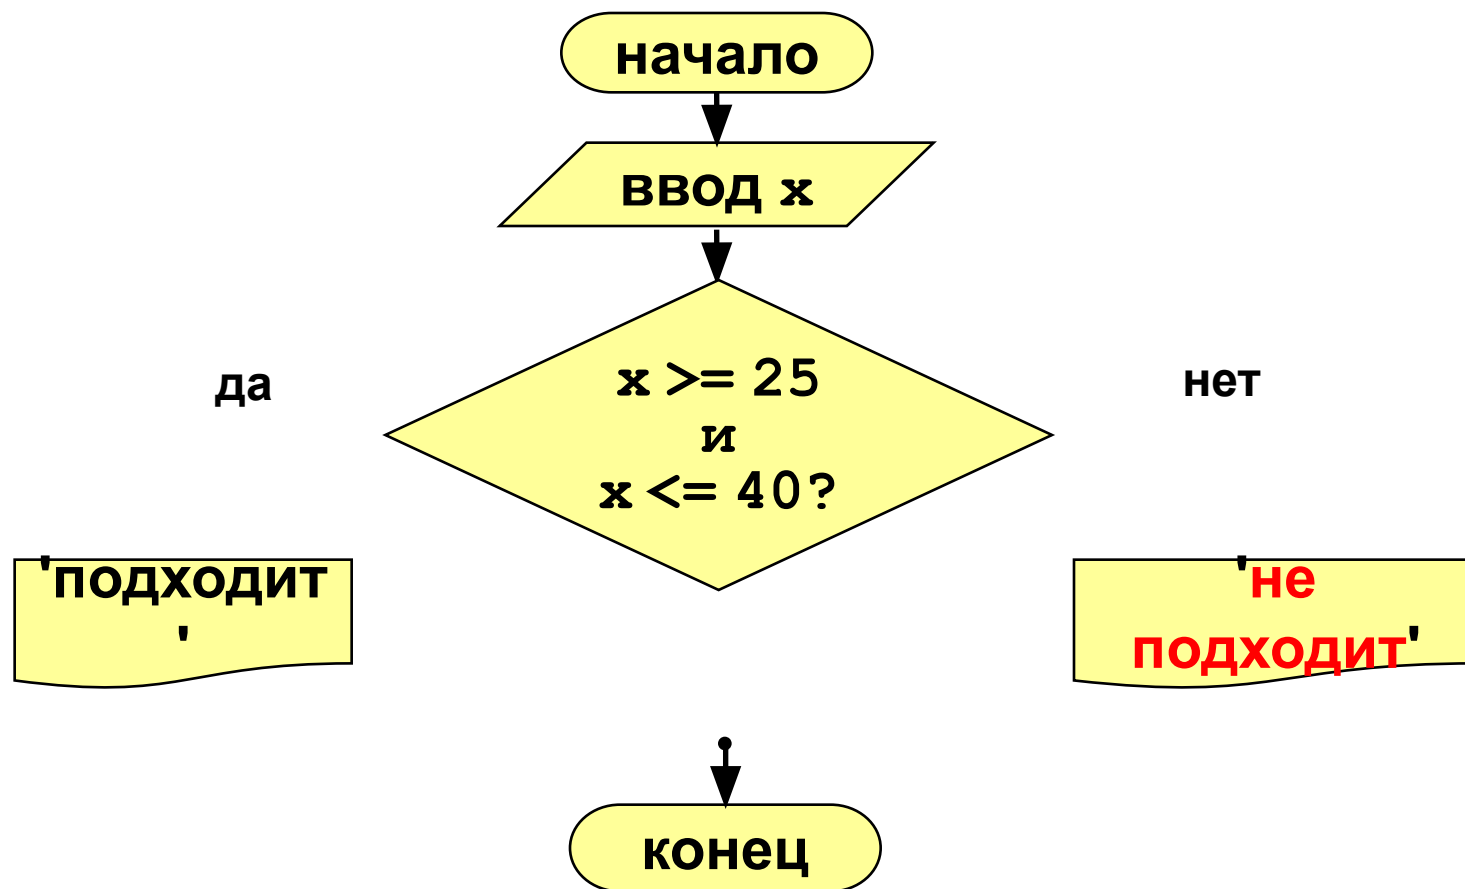 начало
ввод x
x >= 25
и
x <= 40?
да
нет
'подходит
'
'не
подходит'
конец